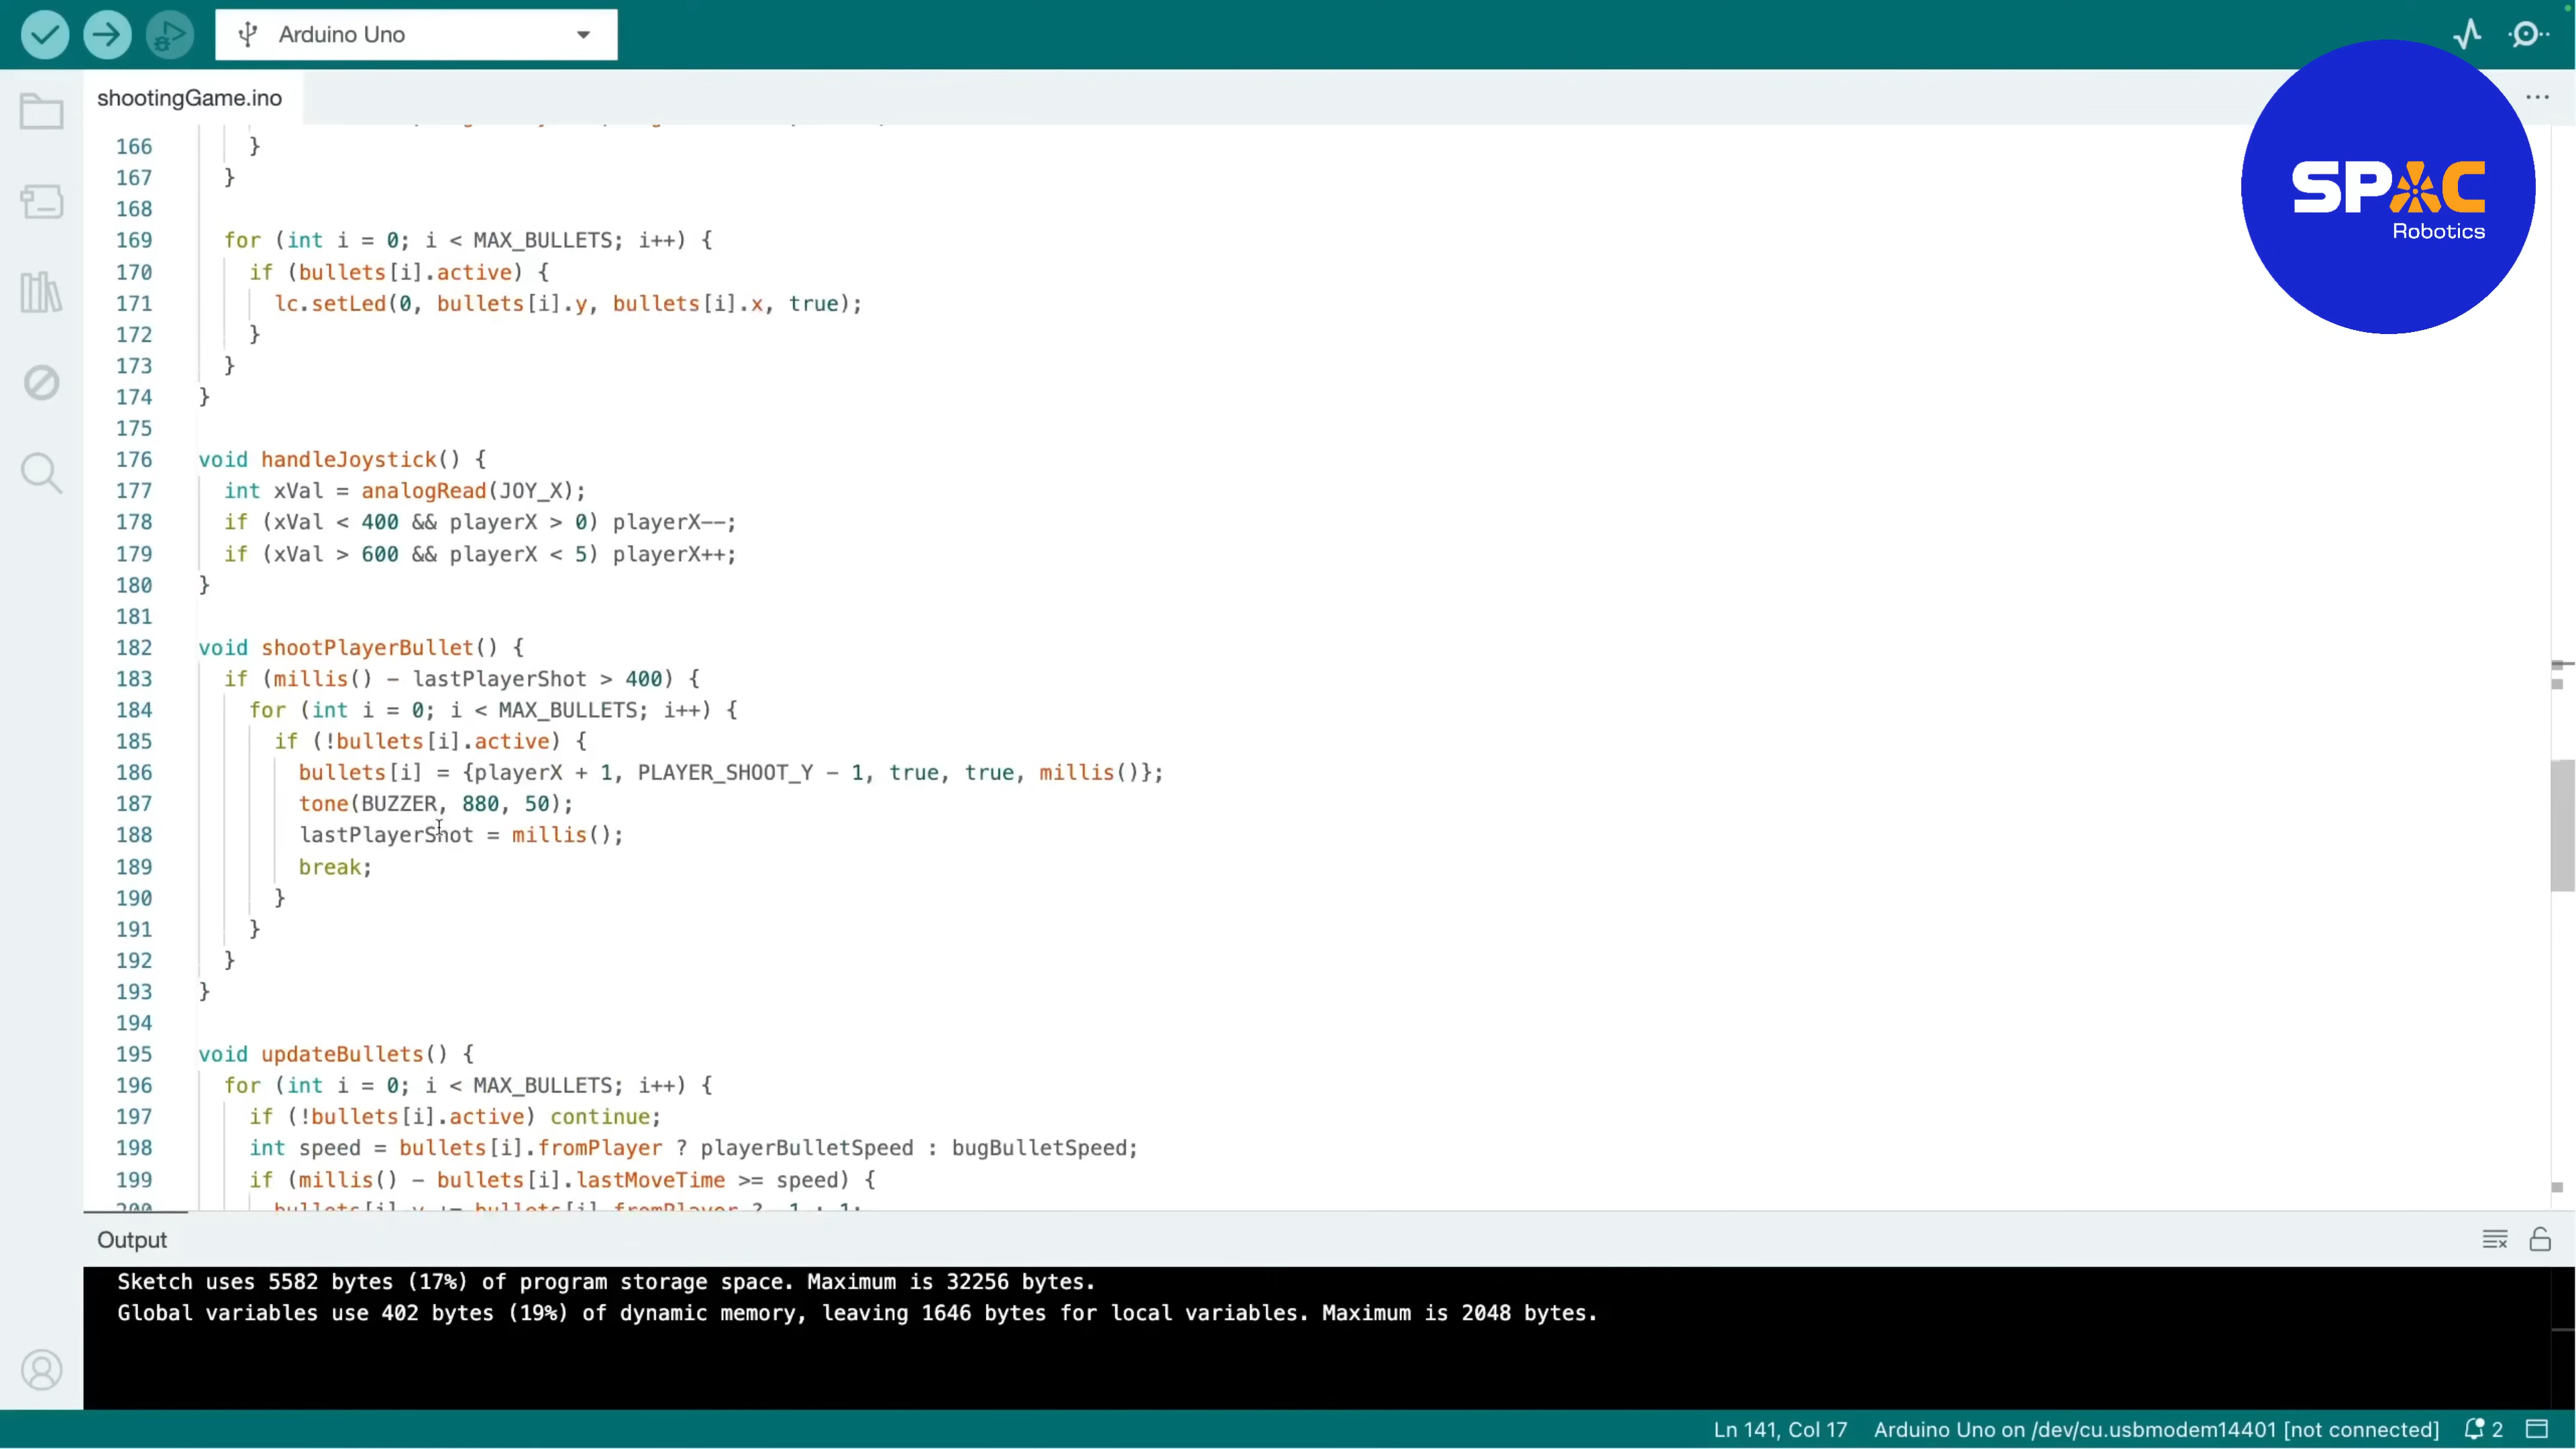 Arduino Uno
shootingGame.ino
SPAC
Robotics
166 }
167 }
168
169 for (int i = 0; i < MAX_BULLETS; i++) {
170 if (bullets[i].active) {
171 lc.setLed(0, bullets[i].y, bullets[i].x, true);
172 }
173 }
174 }
175
176 void handleJoystick() {
177 int xVal = analogRead(JOY_X);
178 if (xVal < 400 && playerX > 0) playerX--;
179 if (xVal > 600 && playerX < 5) playerX++;
180 }
181
182 void shootPlayerBullet() {
183 if (millis() - lastPlayerShot > 400) {
184 for (int i = 0; i < MAX_BULLETS; i++) {
185 if (!bullets[i].active) {
186 bullets[i] = {playerX + 1, PLAYER_SHOOT_Y - 1, true, true, millis()};
187 tone(BUZZER, 880, 50);
188 lastPlayerShot = millis();
189 break;
190 }
191 }
192 }
193 }
194
195 void updateBullets() {
196 for (int i = 0; i < MAX_BULLETS; i++) {
197 if (!bullets[i].active) continue;
198 int speed = bullets[i].fromPlayer ? playerBulletSpeed : bugBulletSpeed;
199 if (millis() - bullets[i].lastMoveTime >= speed) {
200 bullets[i].y += bullets[i].fromPlayer ? -1 : 1;
Output
Sketch uses 5582 bytes (17%) of program storage space. Maximum is 32256 bytes.
Global variables use 402 bytes (19%) of dynamic memory, leaving 1646 bytes for local variables. Maximum is 2048 bytes.
Ln 141, Col 17 Arduino Uno on /dev/cu.usbmodem14401 [not connected] 2